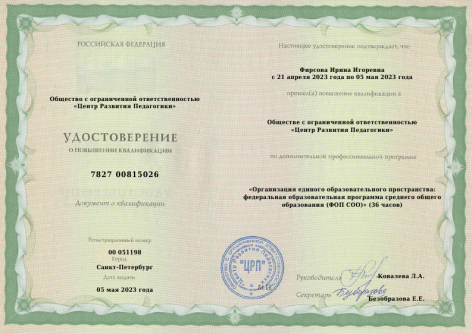 РОССИЙСКАЯ ФЕДЕРАЦИЯ
Общество с ограниченной ответственностью
«Центр Развития Педагогики»
УДОСТОВЕРЕНИЕ
О ПОВЫШЕНИИ КВАЛИФИКАЦИИ
7827 00815026
Документ о квалификации
Регистрационный номер
00 051198
Город
Санкт-Петербург
Дата выдачи
05 мая 2023 года
Настоящее удостоверение подтверждает, что
Фирсова Ирина Игоревна
с 21 апреля 2023 года по 05 мая 2023 года
прошел(а) повышение квалификации в
Обществе с ограниченной ответственностью
«Центр Развития Педагогики»
по дополнительной профессиональной программе
«Организация единого образовательного пространства:
федеральная образовательная программа среднего общего
образования (ФОП СОО)» (36 часов)
"ЦРП"
Руководитель
Ковалева Л.А.
Секретарь
Безобразова Е.Е.